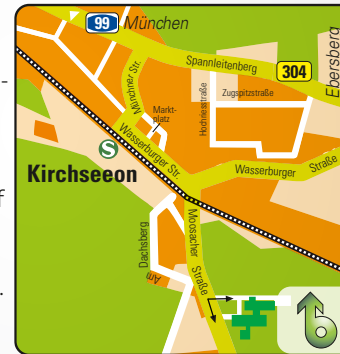 99 München
Spannleitenberg
304
Ebersberg
Münchner Str.
Markt-
platz
Hochriesstraße
Zugspitzstraße
S
Wasserburger Str.
Kirchseeon
Wasserburger Straße
Am Dachsberg
Moosacher Straße
-
f
.